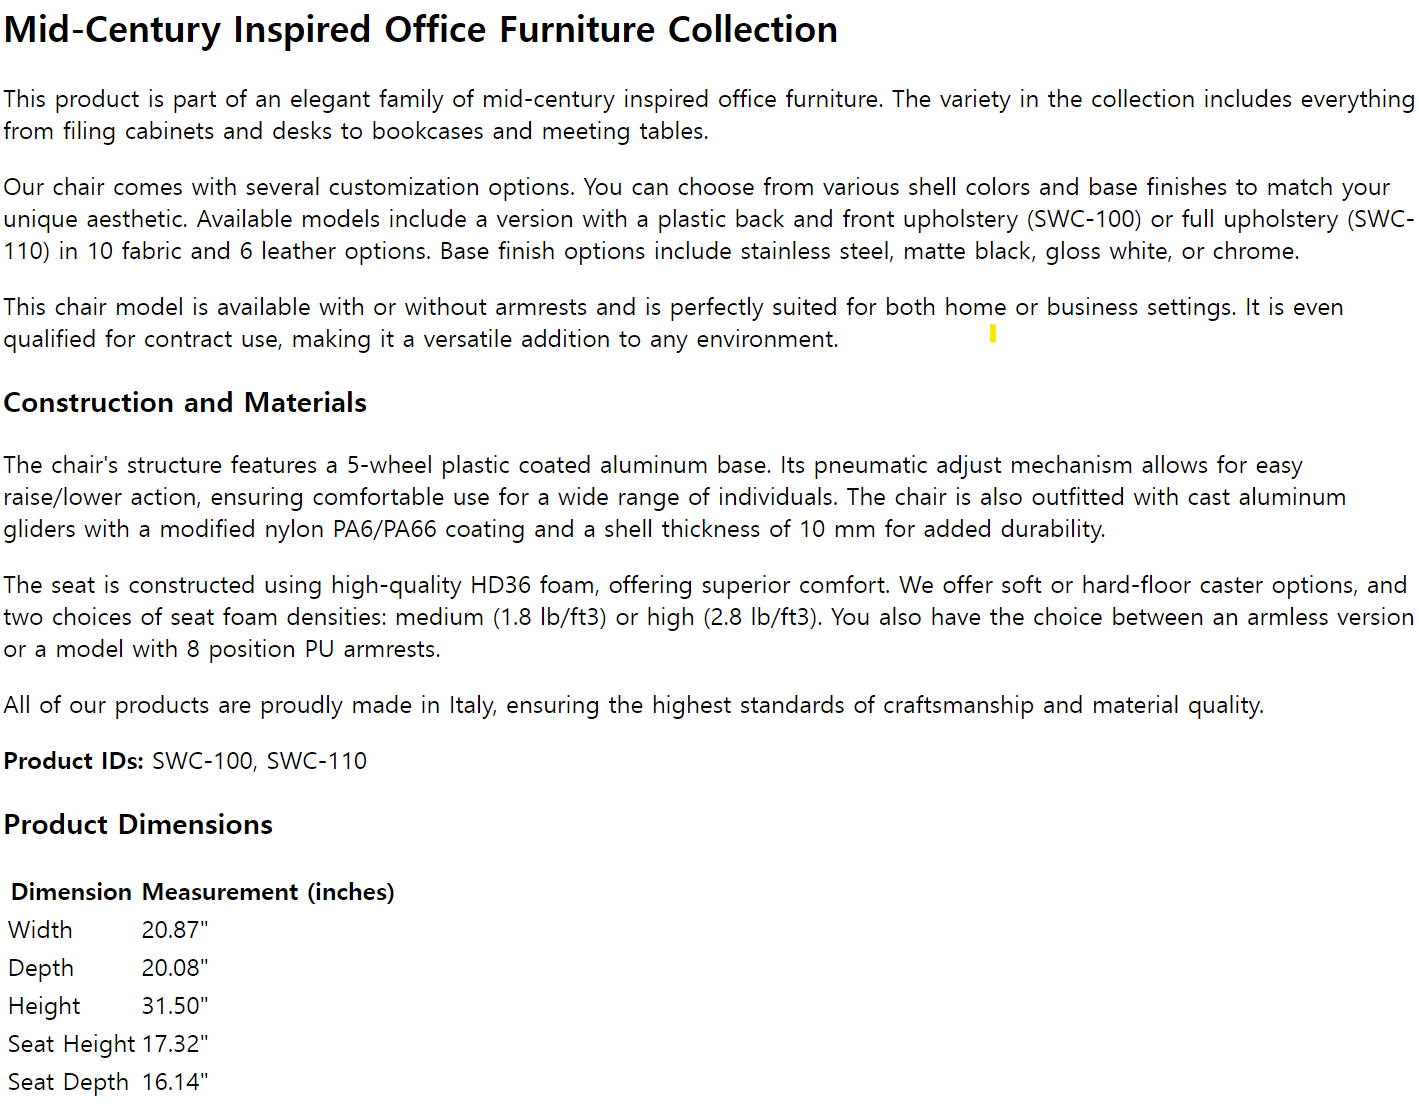 Mid-Century Inspired Office Furniture Collection
This product is part of an elegant family of mid-century inspired office furniture. The variety in the collection includes everything
from filing cabinets and desks to bookcases and meeting tables.
Our chair comes with several customization options. You can choose from various shell colors and base finishes to match your
unique aesthetic. Available models include a version with a plastic back and front upholstery (SWC-100) or full upholstery (SWC-
110) in 10 fabric and 6 leather options. Base finish options include stainless steel, matte black, gloss white, or chrome.
This chair model is available with or without armrests and is perfectly suited for both home or business settings. It is even
qualified for contract use, making it a versatile addition to any environment.
Construction and Materials
The chair's structure features a 5-wheel plastic coated aluminum base. Its pneumatic adjust mechanism allows for easy
raise/lower action, ensuring comfortable use for a wide range of individuals. The chair is also outfitted with cast aluminum
gliders with a modified nylon PA6/PA66 coating and a shell thickness of 10 mm for added durability.
The seat is constructed using high-quality HD36 foam, offering superior comfort. We offer soft or hard-floor caster options, and
two choices of seat foam densities: medium (1.8 lb/ft3) or high (2.8 lb/ft3). You also have the choice between an armless version
or a model with 8 position PU armrests.
All of our products are proudly made in Italy, ensuring the highest standards of craftsmanship and material quality.
Product IDs: SWC-100, SWC-110
Product Dimensions
Dimension Measurement (inches)
Width 20.87"
Depth 20.08"
Height 31.50"
Seat Height 17.32"
Seat Depth 16.14"